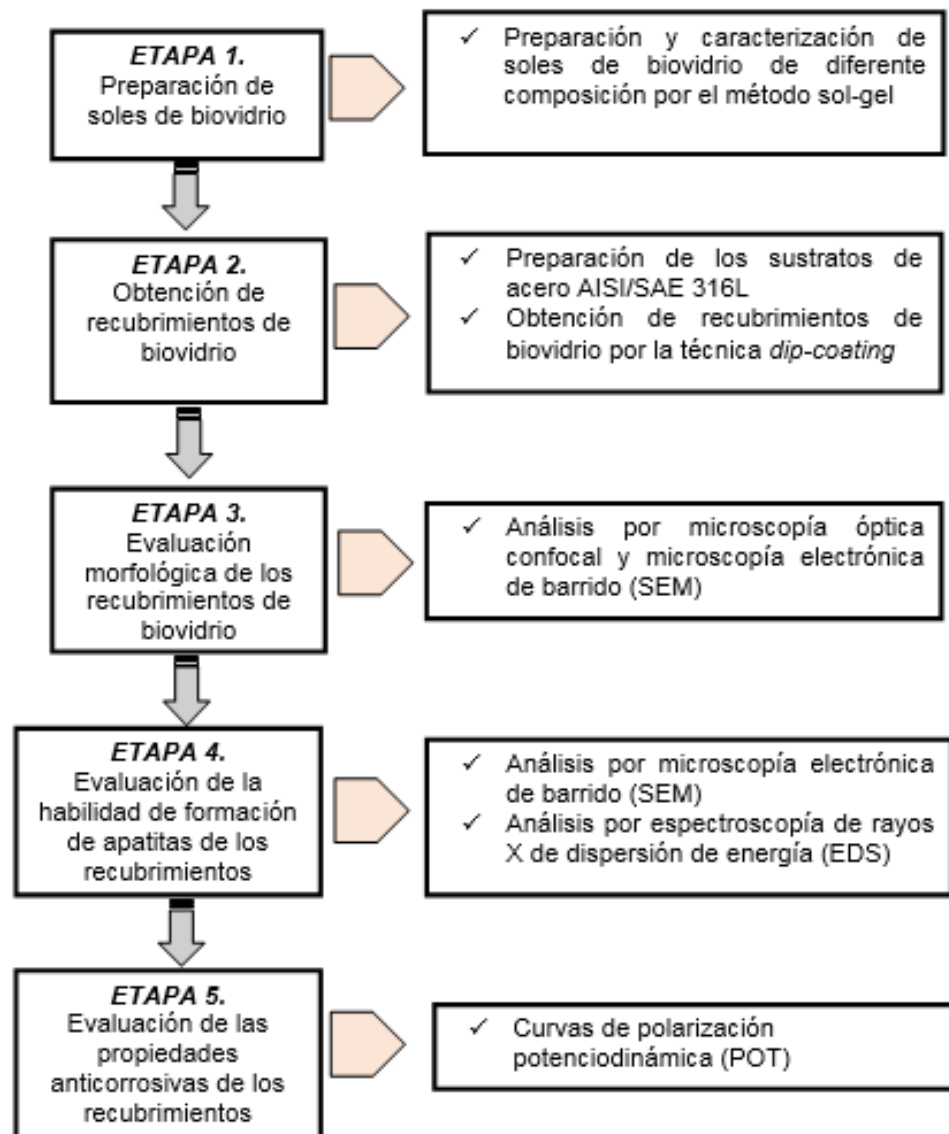 ETAPA 1.
Preparación de
soles de biovidrio
✓ Preparación y caracterización de
soles de biovidrio de diferente
composición por el método sol-gel
ETAPA 2.
Obtención de
recubrimientos de
biovidrio
✓ Preparación de los sustratos de
acero AISI/SAE 316L
✓ Obtención de recubrimientos de
biovidrio por la técnica dip-coating
ETAPA 3.
Evaluación
morfológica de los
recubrimientos de
biovidrio
✓ Análisis por microscopía óptica
confocal y microscopía electrónica
de barrido (SEM)
ETAPA 4.
Evaluación de la
habilidad de formación
de apatitas de los
recubrimientos
✓ Análisis por microscopía electrónica
de barrido (SEM)
✓ Análisis por espectroscopía de rayos
X de dispersión de energía (EDS)
ETAPA 5.
Evaluación de las
propiedades
anticorrosivas de los
recubrimientos
✓ Curvas de polarización
potenciodinámica (POT)